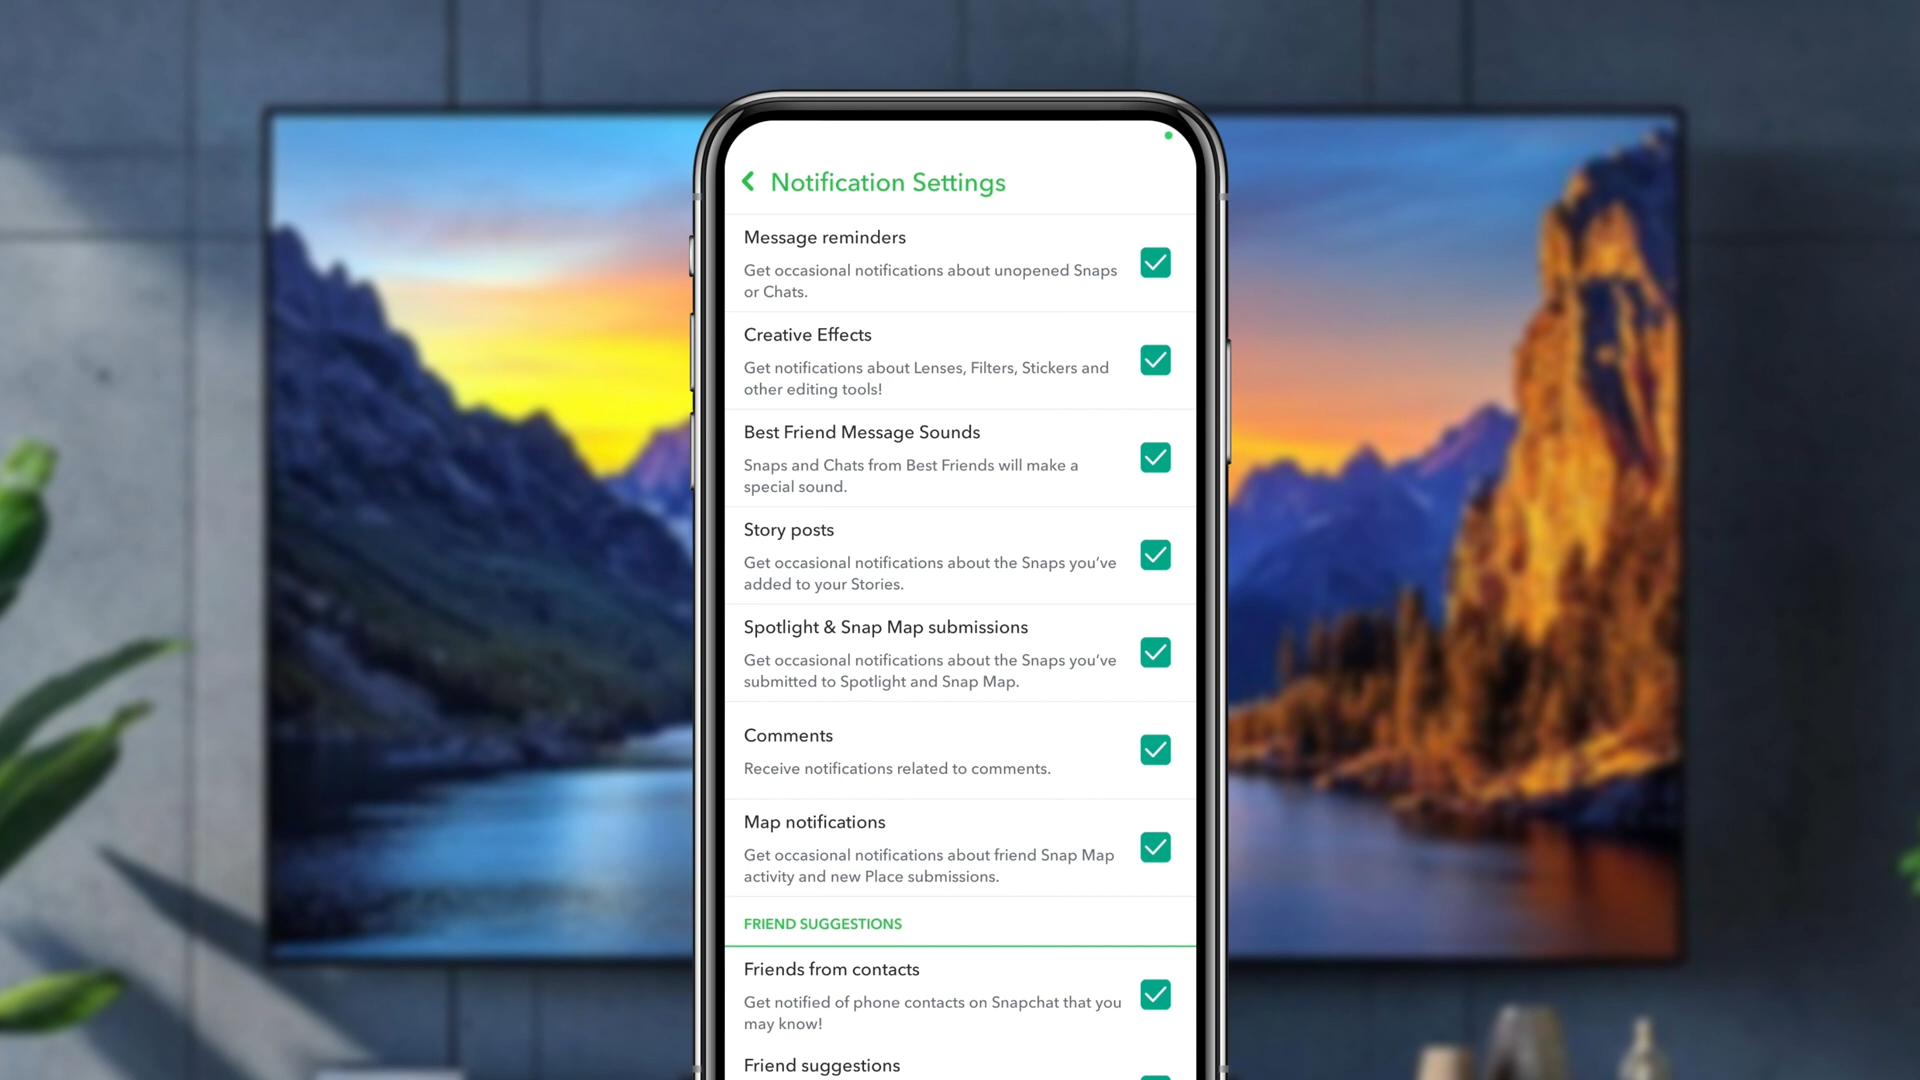 Notification Settings
Message reminders
Get occasional notifications about unopened Snaps
or Chats.
Creative Effects
Get notifications about Lenses, Filters, Stickers and
other editing tools!
Best Friend Message Sounds
Snaps and Chats from Best Friends will make a
special sound.
Story posts
Get occasional notifications about the Snaps you’ve
added to your Stories.
Spotlight & Snap Map submissions
Get occasional notifications about the Snaps you’ve
submitted to Spotlight and Snap Map.
Comments
Receive notifications related to comments.
Map notifications
Get occasional notifications about friend Snap Map
activity and new Place submissions.
FRIEND SUGGESTIONS
Friends from contacts
Get notified of phone contacts on Snapchat that you
may know!
Friend suggestions